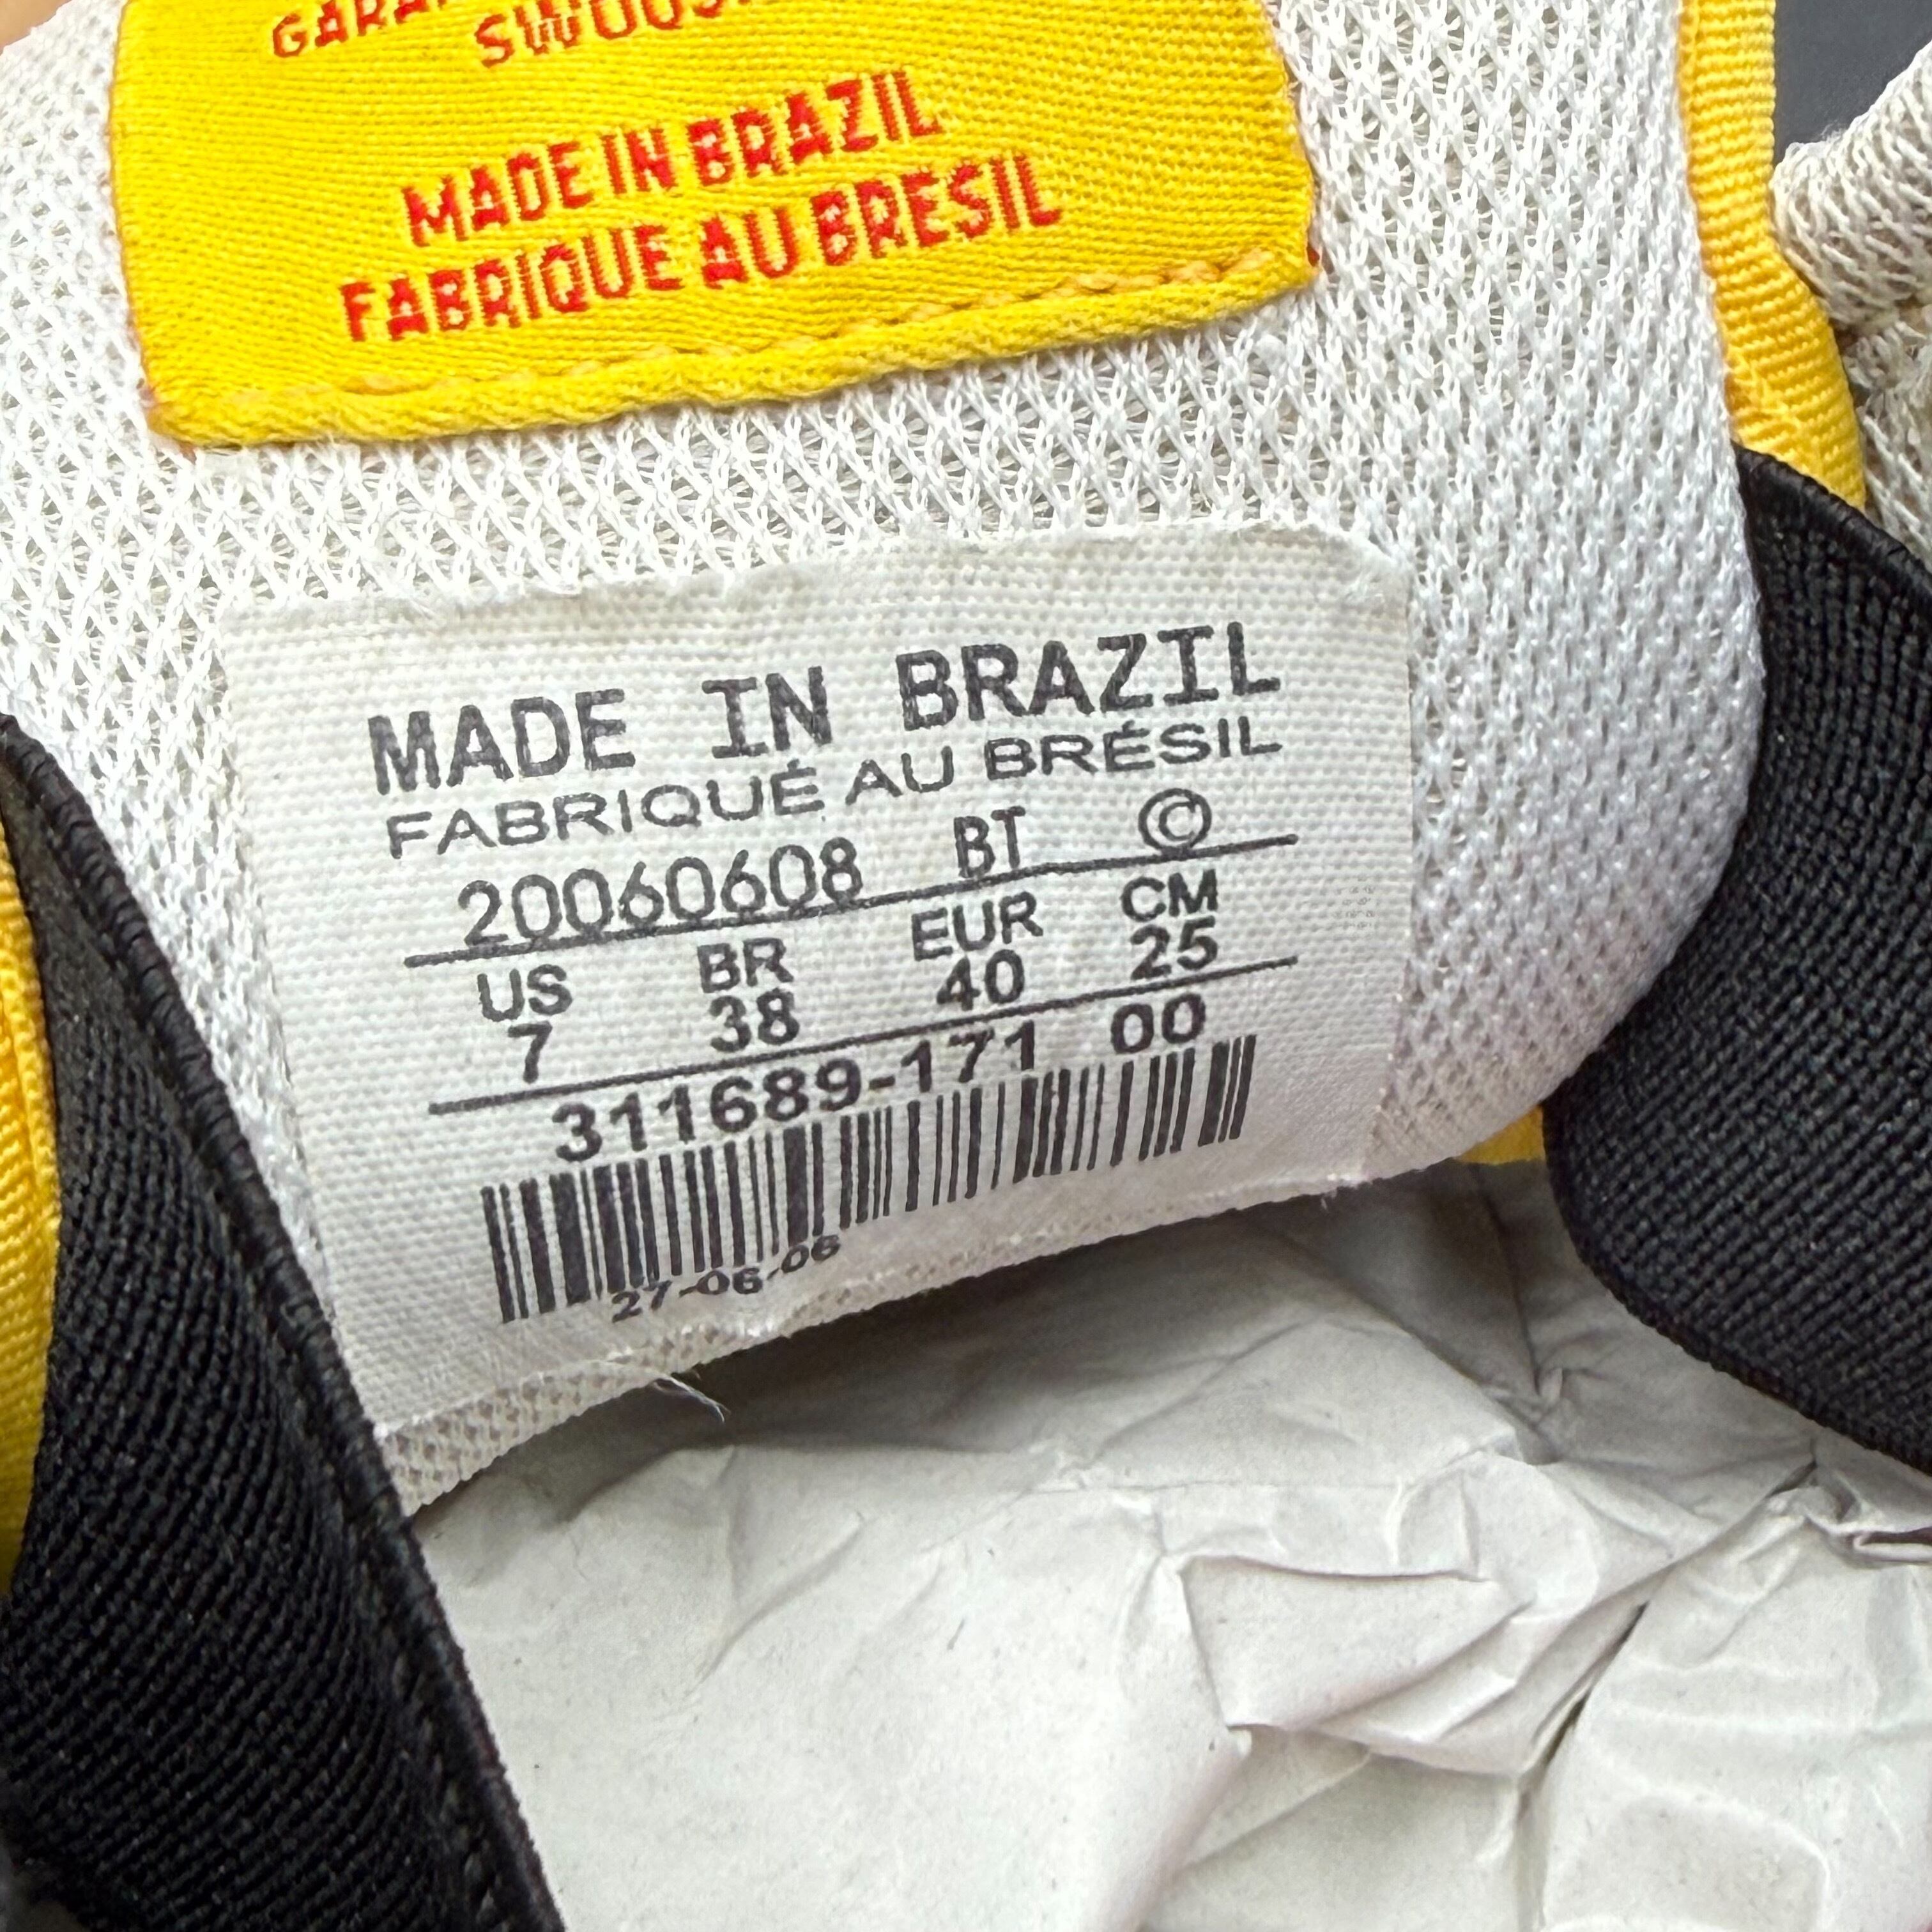 MADE IN BRAZIL
FABRIQUE AU BRESIL
MADE IN BRAZIL
FABRIQUÉ AU BRÉSIL
20060608 BT ©
US BR EUR CM
7 38 40 25
311689-171 00
27-06-06